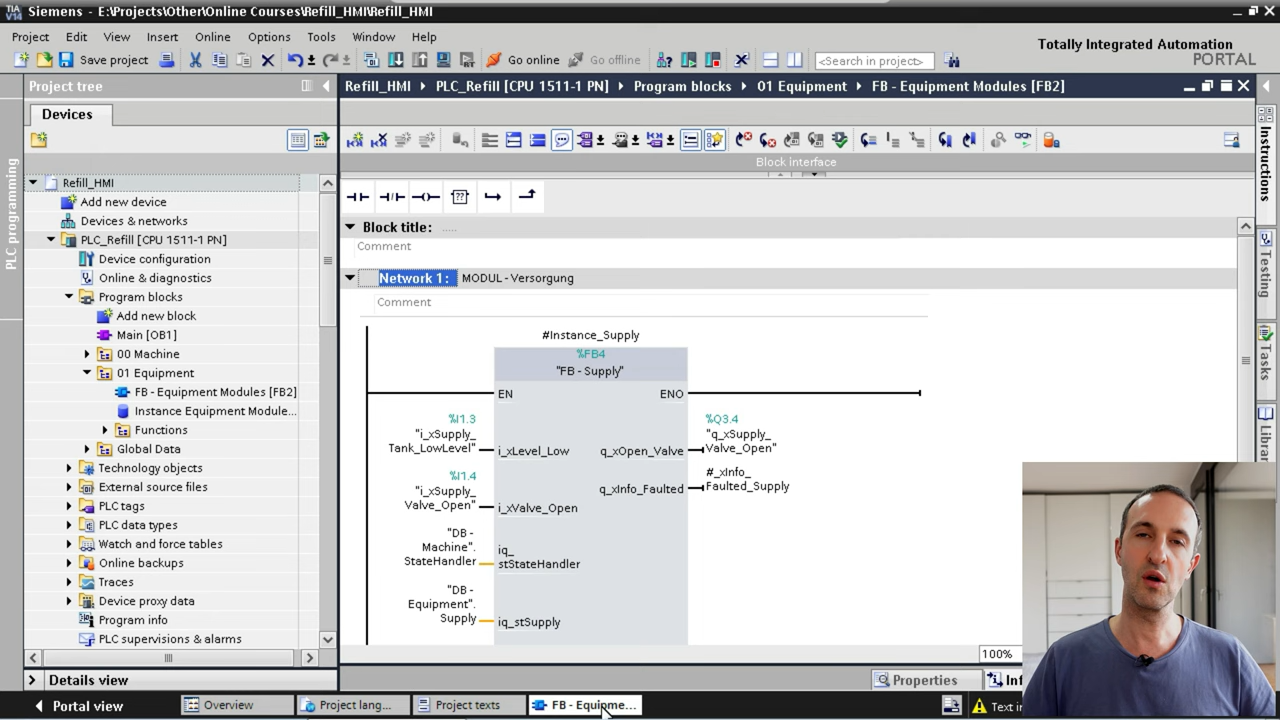 TIA
V14
Siemens - E:\Projects\Other\Online Courses\Refill_HMI\Refill_HMI
Project Edit View Insert Online Options Tools Window Help
Totally Integrated Automation
PORTAL
Save project
Go online
Go offline
<Search in project>
Project tree
Refill_HMI
PLC_Refill [CPU 1511-1 PN]
Program blocks
01 Equipment
FB - Equipment Modules [FB2]
Devices
PLC programming
Refill_HMI
Add new device
Devices & networks
PLC_Refill [CPU 1511-1 PN]
Device configuration
Online & diagnostics
Program blocks
Add new block
Main [OB1]
00 Machine
01 Equipment
FB - Equipment Modules [FB2]
Instance Equipment Module...
Functions
Global Data
Technology objects
External source files
PLC tags
PLC data types
Watch and force tables
Online backups
Traces
Device proxy data
Program info
PLC supervisions & alarms
Details view
Block interface
??
Block title: .....
Comment
Network 1: MODUL - Versorgung
Comment
#Instance_Supply
%FB4
"FB - Supply"
EN
ENO
%I1.3
"i_xSupply_
Tank_LowLevel"
i_xLevel_Low
%Q3.4
"q_xSupply_
Valve_Open"
q_xOpen_Valve
%I1.4
"i_xSupply_
Valve_Open"
i_xValve_Open
#_xInfo_
Faulted_Supply
q_xInfo_Faulted
"DB -
Machine".
StateHandler
iq_
stStateHandler
"DB -
Equipment".
Supply
iq_stSupply
100%
Properties
Instructions
Testing
Tasks
Portal view
Overview
Project lang...
Project texts
FB - Equipme...